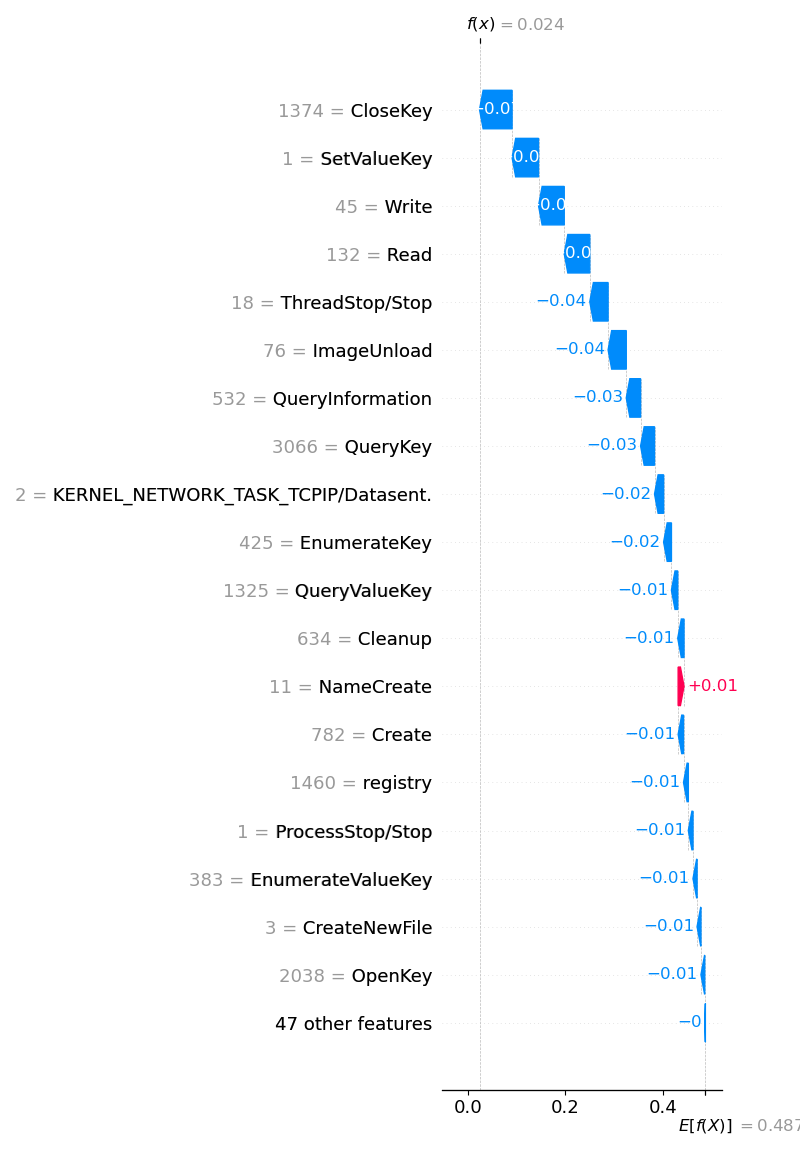 f(x) = 0.024
1374 = CloseKey
1 = SetValueKey
45 = Write
132 = Read
18 = ThreadStop/Stop −0.04
76 = ImageUnload −0.04
532 = QueryInformation −0.03
3066 = QueryKey −0.03
2 = KERNEL_NETWORK_TASK_TCPIP/Datasent. −0.02
425 = EnumerateKey −0.02
1325 = QueryValueKey −0.01
634 = Cleanup −0.01
11 = NameCreate +0.01
782 = Create −0.01
1460 = registry −0.01
1 = ProcessStop/Stop −0.01
383 = EnumerateValueKey −0.01
3 = CreateNewFile −0.01
2038 = OpenKey −0.01
47 other features −0
0.0 0.2 0.4
E[f(X)] = 0.487